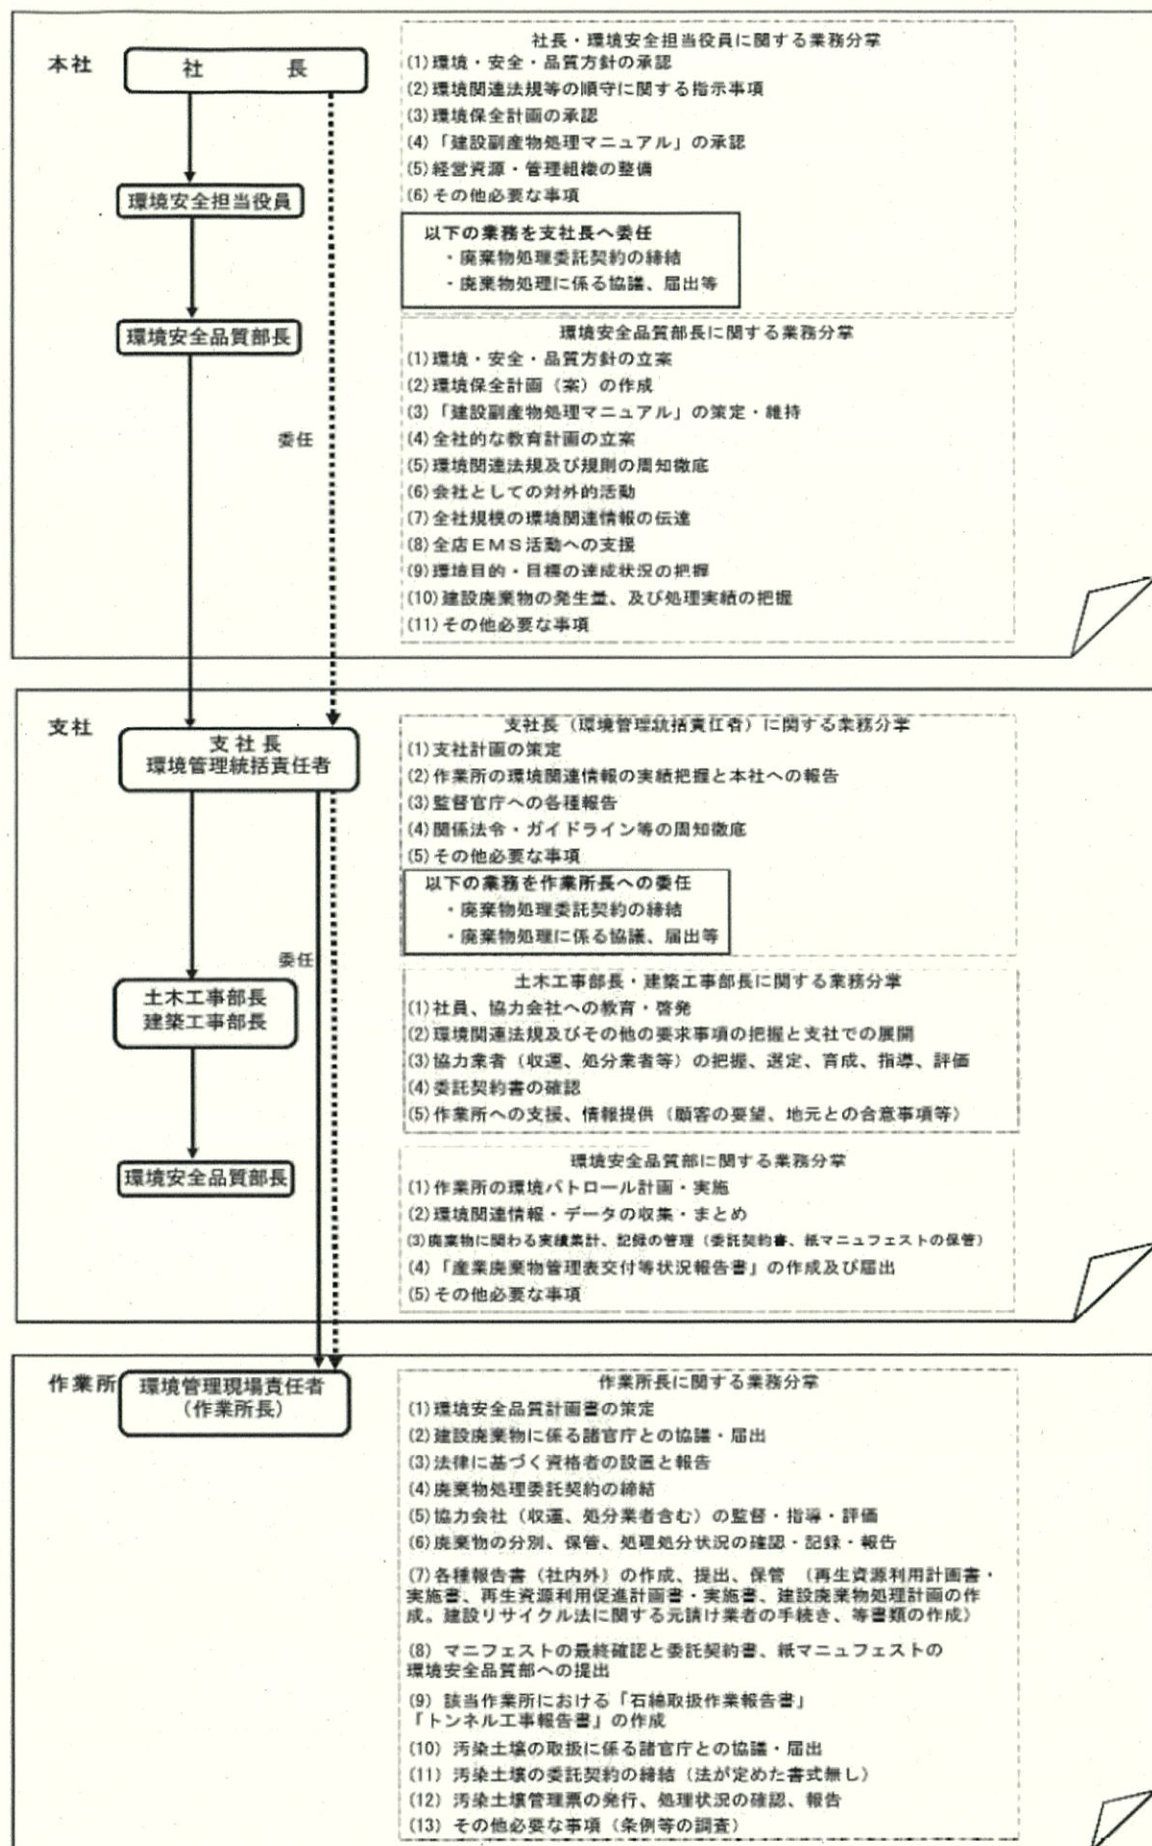 本社
社　　　長
環境安全担当役員
環境安全品質部長
委任
社長・環境安全担当役員に関する業務分掌
(1)環境・安全・品質方針の承認
(2)環境関連法規等の順守に関する指示事項
(3)環境保全計画の承認
(4)「建設副産物処理マニュアル」の承認
(5)経営資源・管理組織の整備
(6)その他必要な事項
以下の業務を支社長へ委任
・廃棄物処理委託契約の締結
・廃棄物処理に係る協議、届出等
環境安全品質部長に関する業務分掌
(1)環境・安全・品質方針の立案
(2)環境保全計画（案）の作成
(3)「建設副産物処理マニュアル」の策定・維持
(4)全社的な教育計画の立案
(5)環境関連法規及び規則の周知徹底
(6)会社としての対外的活動
(7)全社規模の環境関連情報の伝達
(8)全店ＥＭＳ活動への支援
(9)環境目的・目標の達成状況の把握
(10)建設廃棄物の発生量、及び処理実績の把握
(11)その他必要な事項
支社
支 社 長
環境管理統括責任者
委任
土木工事部長
建築工事部長
環境安全品質部長
支社長（環境管理統括責任者）に関する業務分掌
(1)支社計画の策定
(2)作業所の環境関連情報の実績把握と本社への報告
(3)監督官庁への各種報告
(4)関係法令・ガイドライン等の周知徹底
(5)その他必要な事項
以下の業務を作業所長への委任
・廃棄物処理委託契約の締結
・廃棄物処理に係る協議、届出等
土木工事部長・建築工事部長に関する業務分掌
(1)社員、協力会社への教育・啓発
(2)環境関連法規及びその他の要求事項の把握と支社での展開
(3)協力業者（収運、処分業者等）の把握、選定、育成、指導、評価
(4)委託契約書の確認
(5)作業所への支援、情報提供（顧客の要望、地元との合意事項等）
環境安全品質部に関する業務分掌
(1)作業所の環境パトロール計画・実施
(2)環境関連情報・データの収集・まとめ
(3)廃棄物に関わる実績集計、記録の管理（委託契約書、紙マニュフェストの保管）
(4)「産業廃棄物管理表交付等状況報告書」の作成及び届出
(5)その他必要な事項
作業所
環境管理現場責任者
（作業所長）
作業所長に関する業務分掌
(1)環境安全品質計画書の策定
(2)建設廃棄物に係る諸官庁との協議・届出
(3)法律に基づく資格者の設置と報告
(4)廃棄物処理委託契約の締結
(5)協力会社（収運、処分業者含む）の監督・指導・評価
(6)廃棄物の分別、保管、処理処分状況の確認・記録・報告
(7)各種報告書（社内外）の作成、提出、保管　（再生資源利用計画書・
実施書、再生資源利用促進計画書・実施書、建設廃棄物処理計画の作
成。建設リサイクル法に関する元請け業者の手続き、等書類の作成）
(8) マニフェストの最終確認と委託契約書、紙マニュフェストの
環境安全品質部への提出
(9) 該当作業所における「石綿取扱作業報告書」
「トンネル工事報告書」の作成
(10) 汚染土壌の取扱に係る諸官庁との協議・届出
(11) 汚染土壌の委託契約の締結（法が定めた書式無し）
(12) 汚染土壌管理票の発行、処理状況の確認、報告
(13) その他必要な事項（条例等の調査）